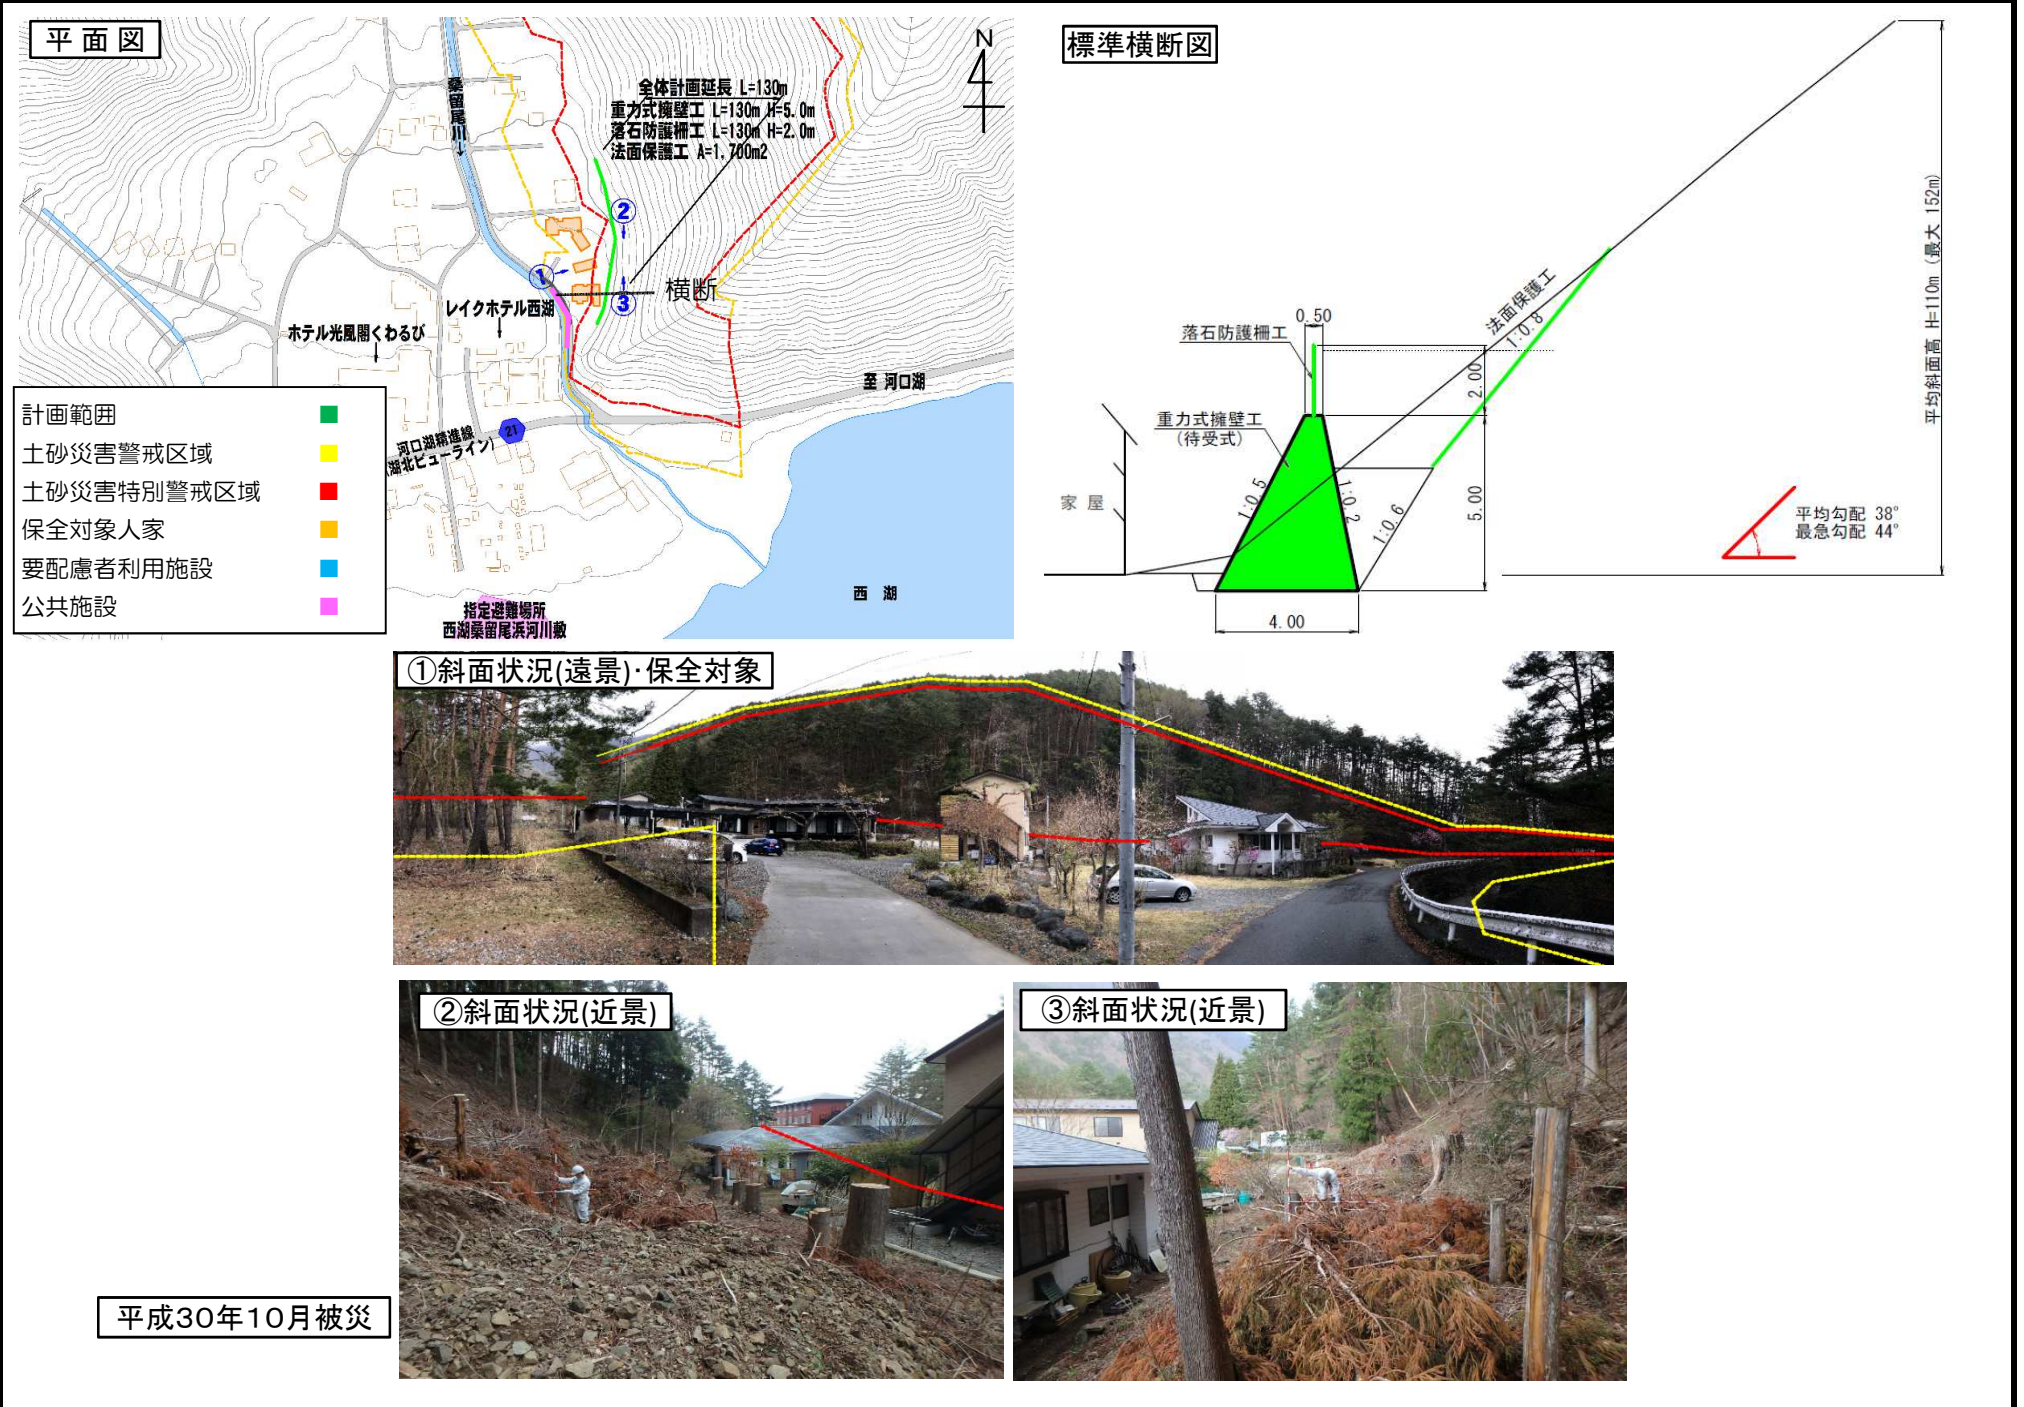 平面図
N
桑留尾川→
全体計画延長 L=130m
重力式擁壁工 L=130m H=5.0m
落石防護柵工 L=130m H=2.0m
法面保護工 A=1,700m2
②
①
③
横断
レイクホテル西湖
ホテル光風閣くわるび
至 河口湖
河口湖精進線
21
(湖北ビューライン)
西 湖
指定避難場所
西湖桑留尾浜河川敷
計画範囲
土砂災害警戒区域
土砂災害特別警戒区域
保全対象人家
要配慮者利用施設
公共施設
標準横断図
平均斜面高 H=110m (最大 152m)
法面保護工
1:0.8
0.50
落石防護柵工
2.00
重力式擁壁工
(待受式)
家 屋
1:0.5
1:0.2
1:0.6
5.00
4.00
平均勾配 38°
最急勾配 44°
①斜面状況(遠景)･保全対象
②斜面状況(近景)
③斜面状況(近景)
平成30年10月被災